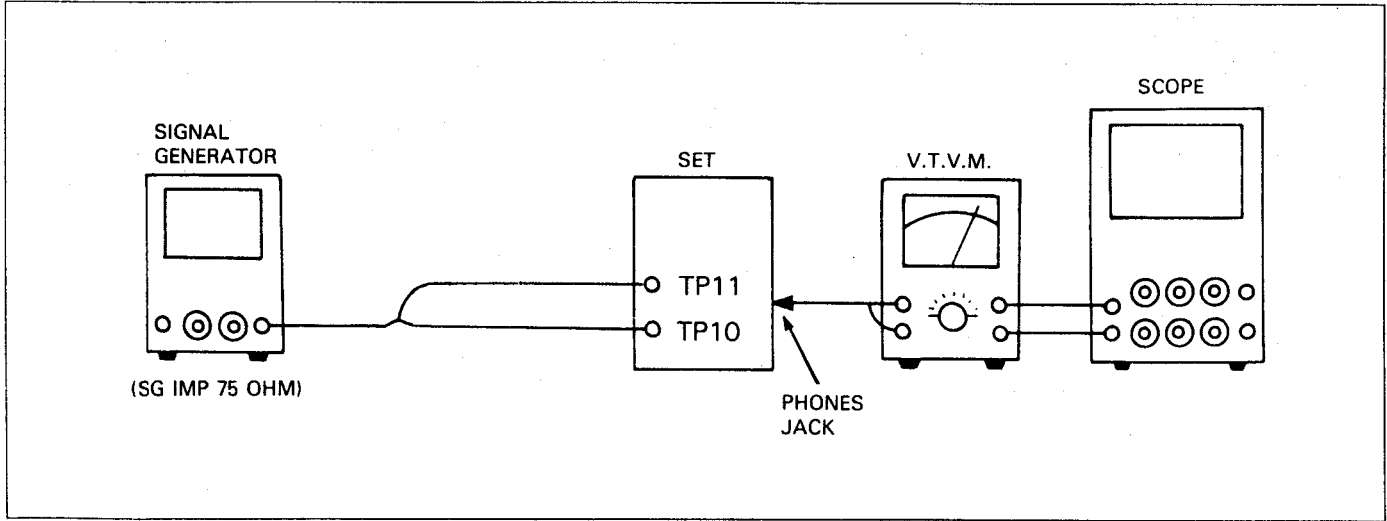 SIGNAL
GENERATOR
(SG IMP 75 OHM)
SET
TP11
TP10
PHONES
JACK
V.T.V.M.
SCOPE